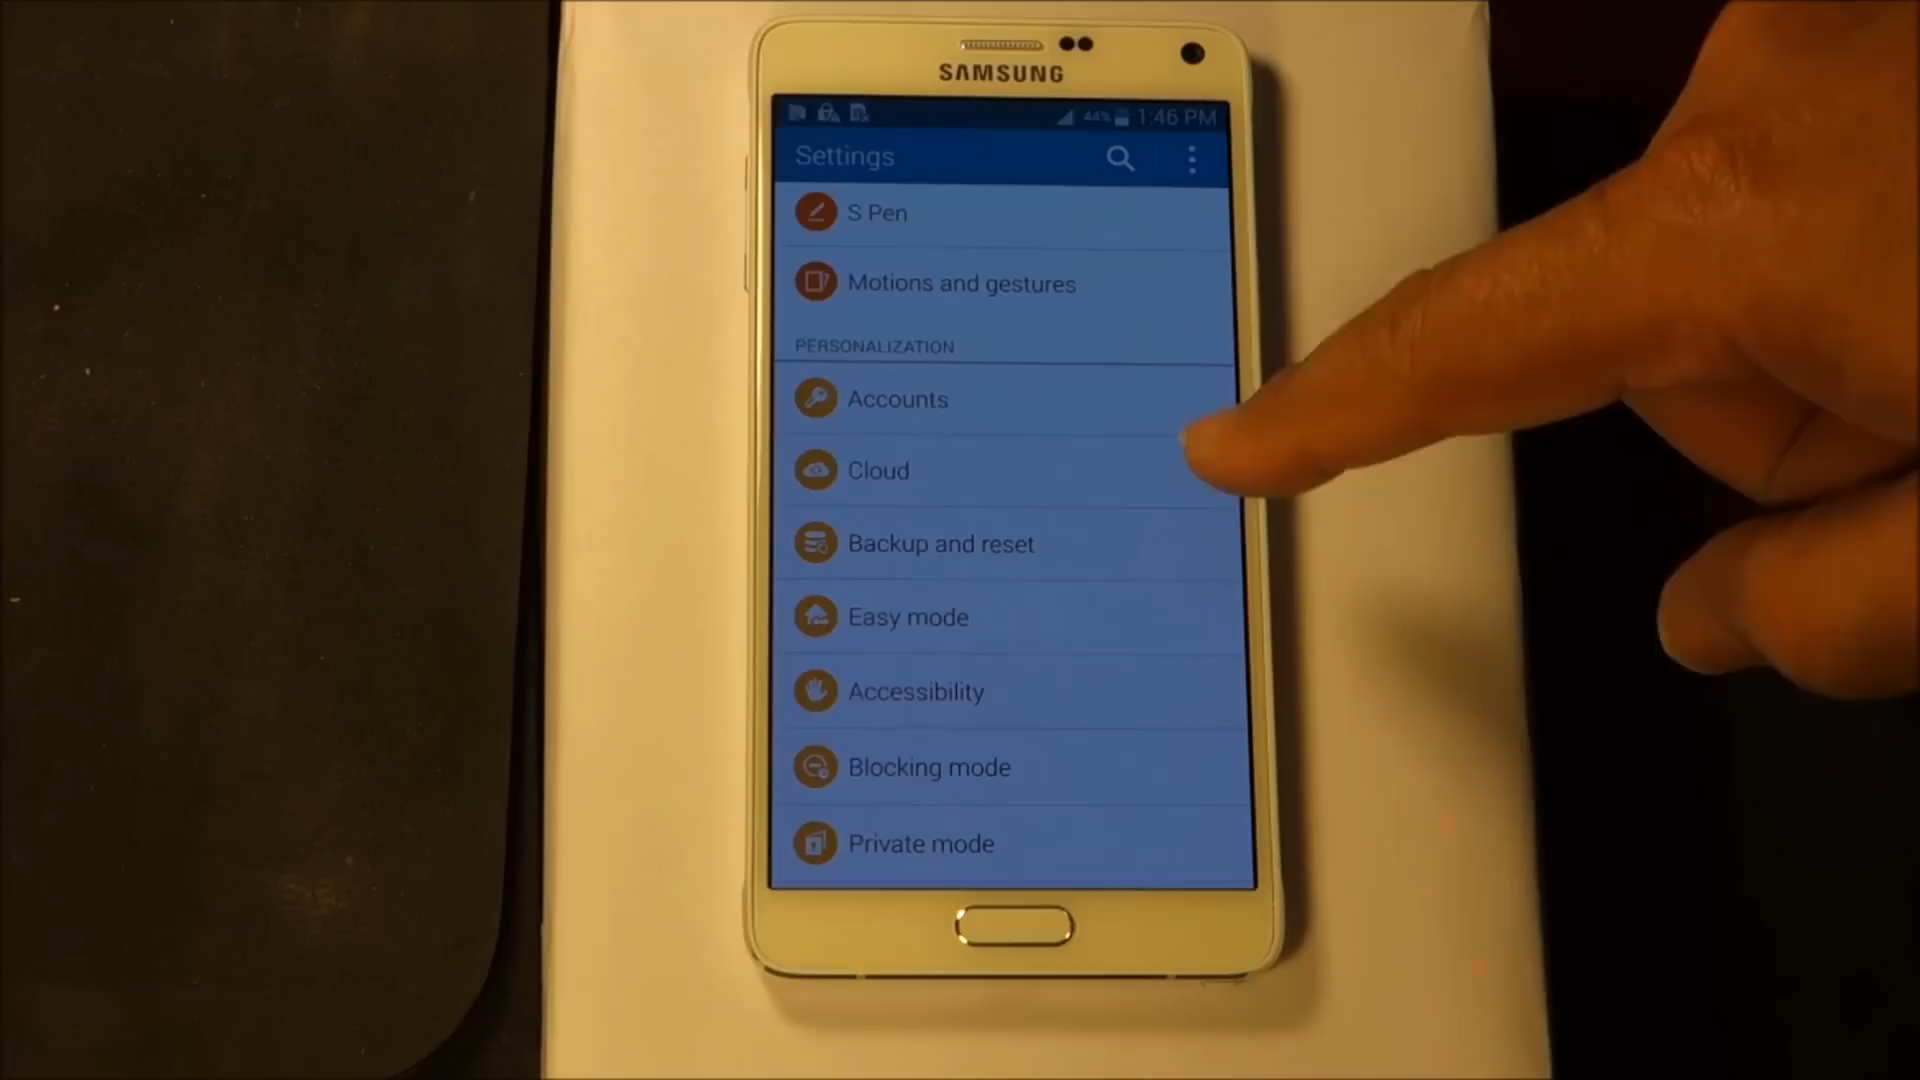 SAMSUNG
44% 1:46 PM
Settings
S Pen
Motions and gestures
PERSONALIZATION
Accounts
Cloud
Backup and reset
Easy mode
Accessibility
Blocking mode
Private mode